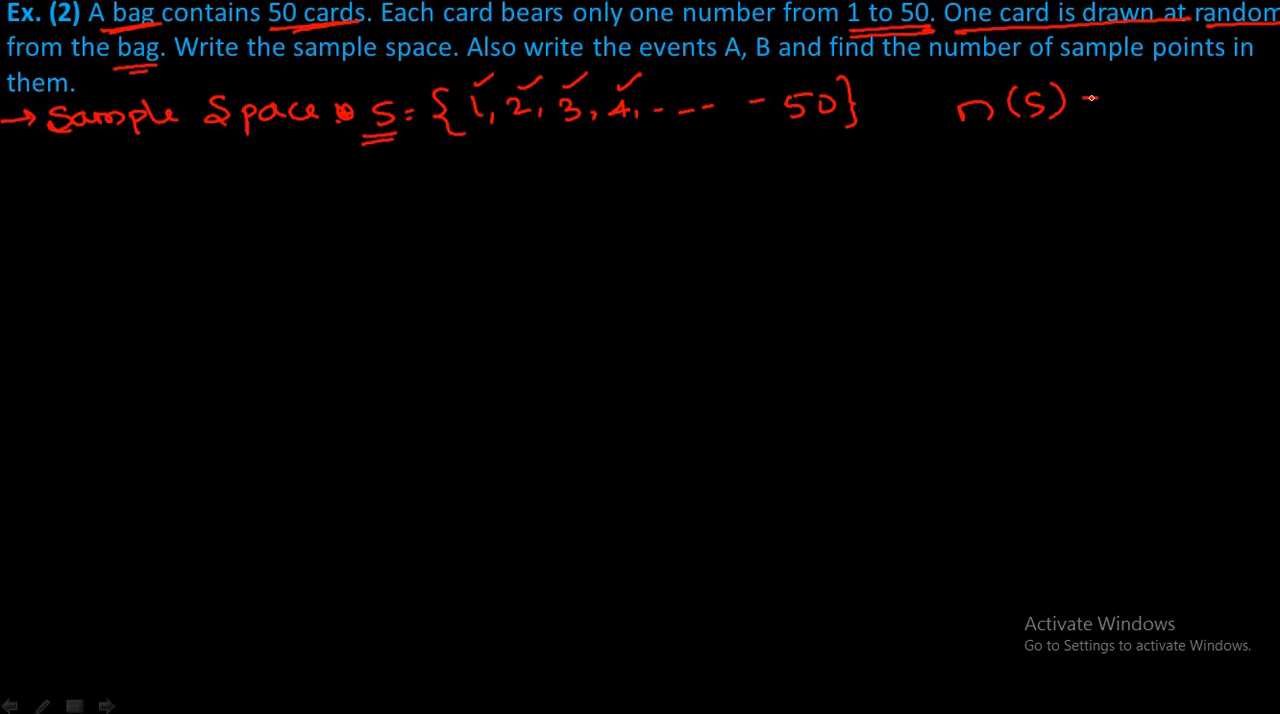 Ex. (2) A bag contains 50 cards. Each card bears only one number from 1 to 50. One card is drawn at random
from the bag. Write the sample space. Also write the events A, B and find the number of sample points in
them.
→ Sample Space : S = { 1, 2, 3, 4, - - - - 50} n(S) -
Activate Windows
Go to Settings to activate Windows.